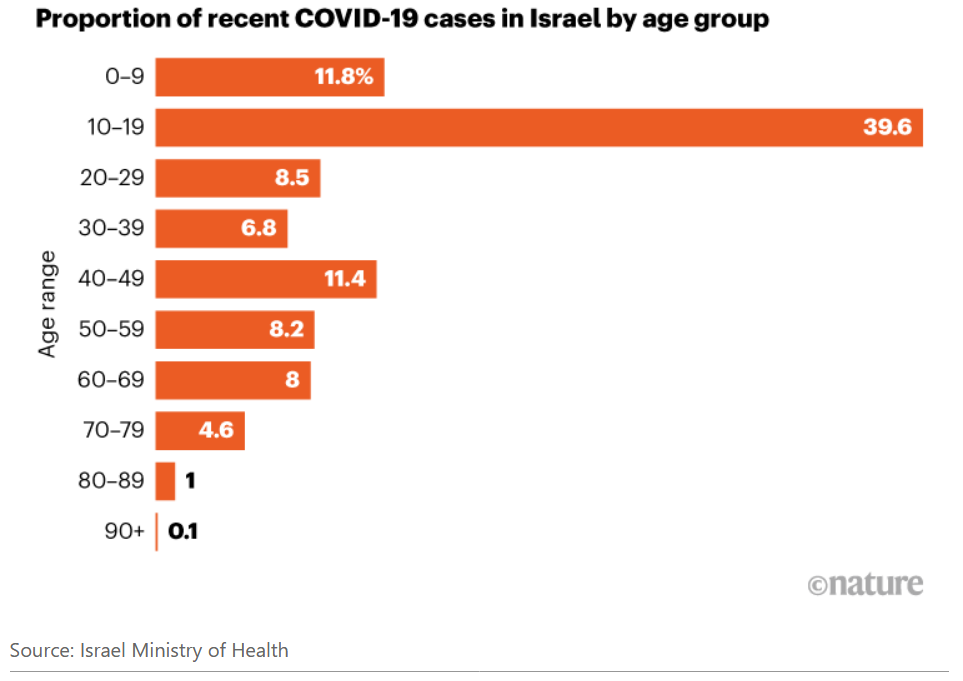 Proportion of recent COVID-19 cases in Israel by age group
Age range
0–9 11.8%
10–19 39.6
20–29 8.5
30–39 6.8
40–49 11.4
50–59 8.2
60–69 8
70–79 4.6
80–89 1
90+ 0.1
©nature
Source: Israel Ministry of Health